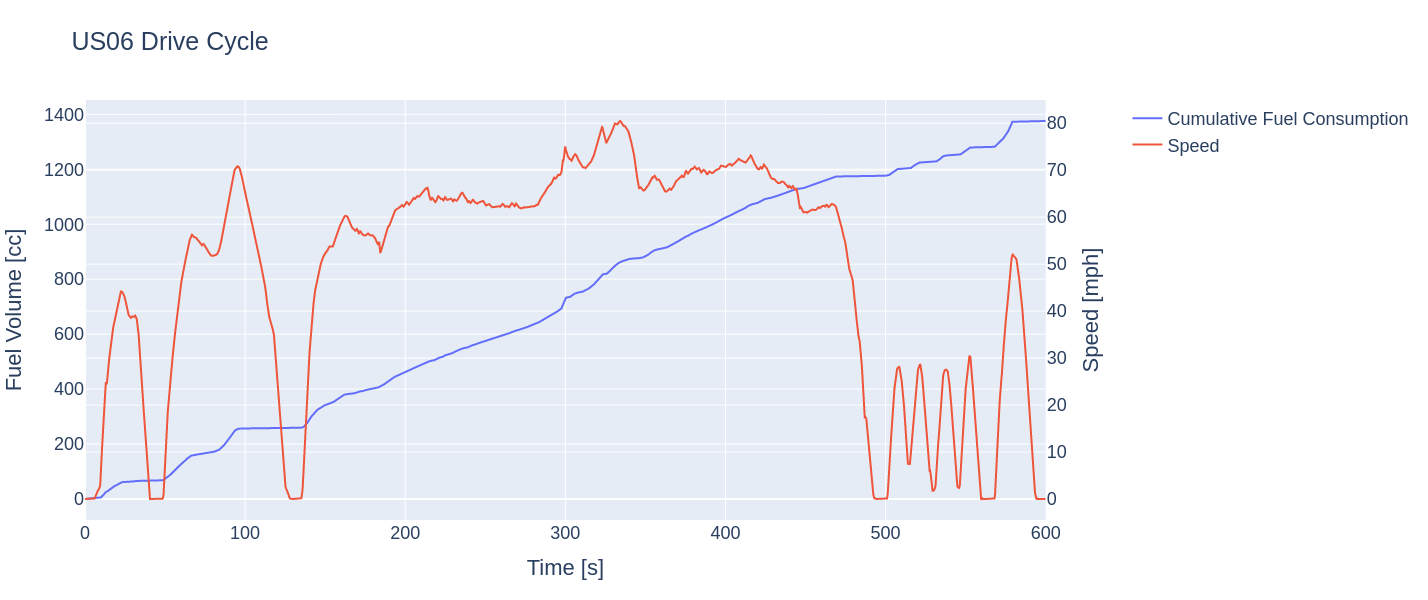 US06 Drive Cycle
Fuel Volume [cc]
1400
1200
1000
800
600
400
200
0
80
70
60
50
40
30
20
10
0
Speed [mph]
0 100 200 300 400 500 600
Time [s]
Cumulative Fuel Consumption
Speed